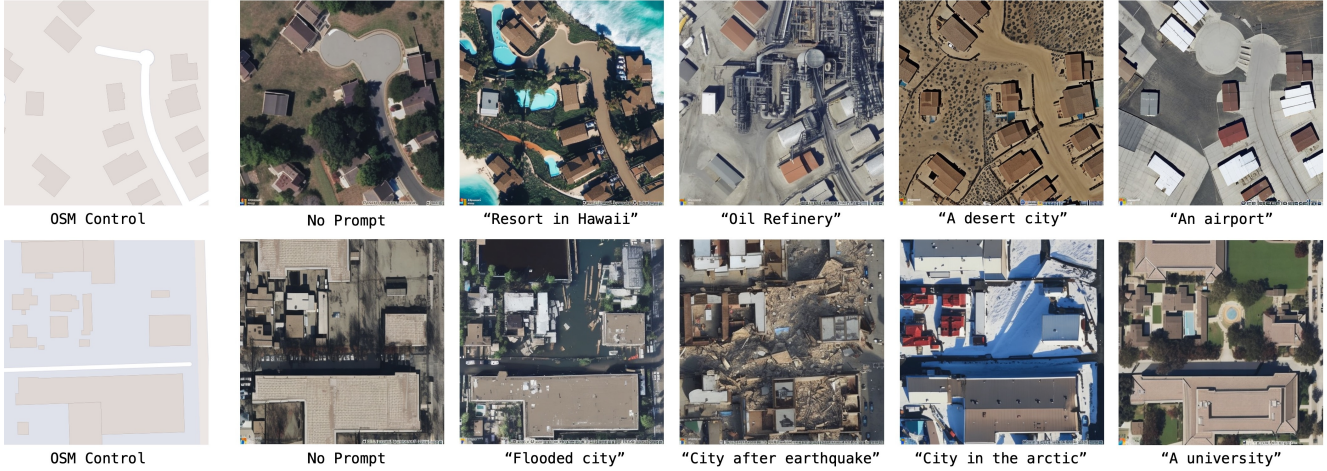 OSM Control
No Prompt
“Resort in Hawaii”
“Oil Refinery”
“A desert city”
“An airport”
OSM Control
No Prompt
“Flooded city”
“City after earthquake”
“City in the arctic”
“A university”